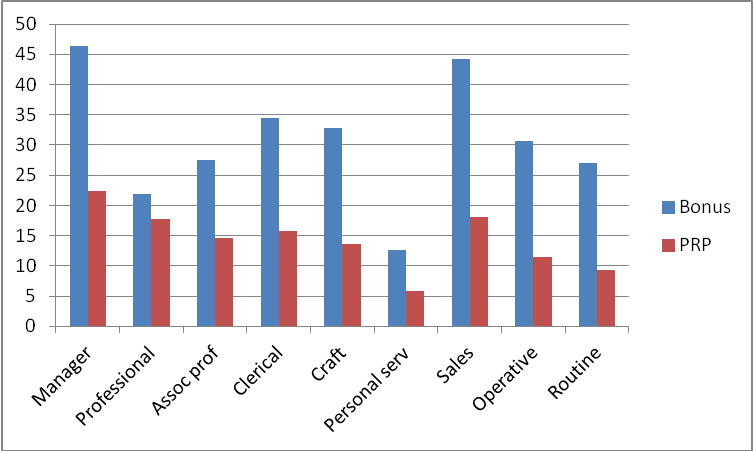 50
45
40
35
30
25
20
15
10
5
0
Manager
Professional
Assoc prof
Clerical
Craft
Personal serv
Sales
Operative
Routine
Bonus
PRP